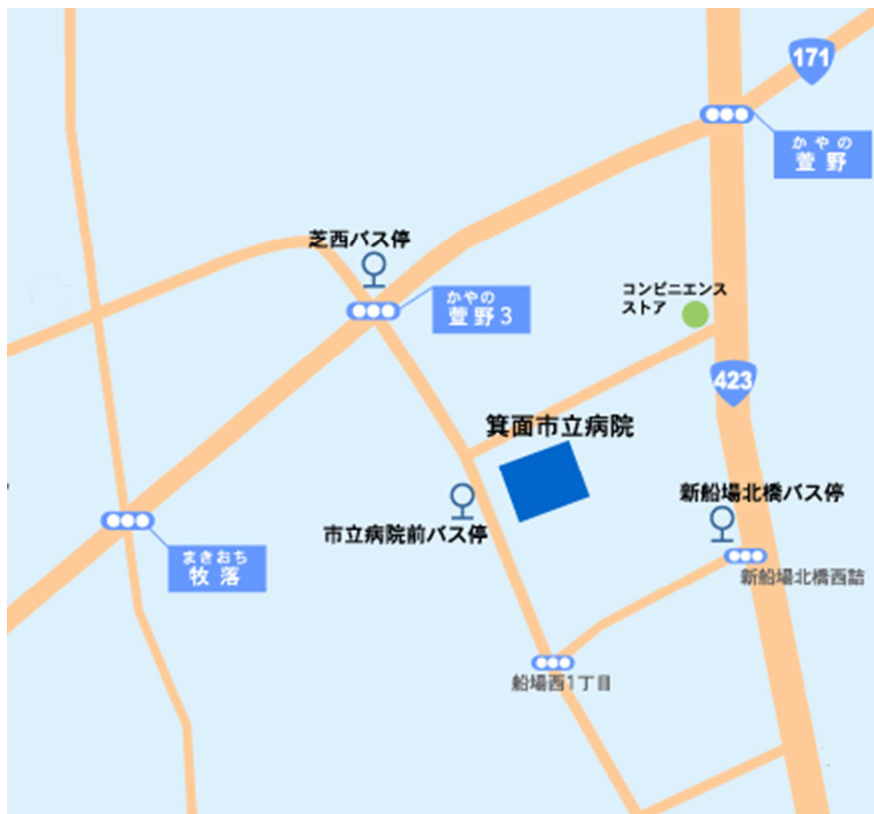 171
かやの
萱野
芝西バス停
かやの
萱野3
コンビニエンス
ストア
423
箕面市立病院
新船場北橋バス停
市立病院前バス停
まきおち
牧落
新船場北橋西詰
船場西1丁目